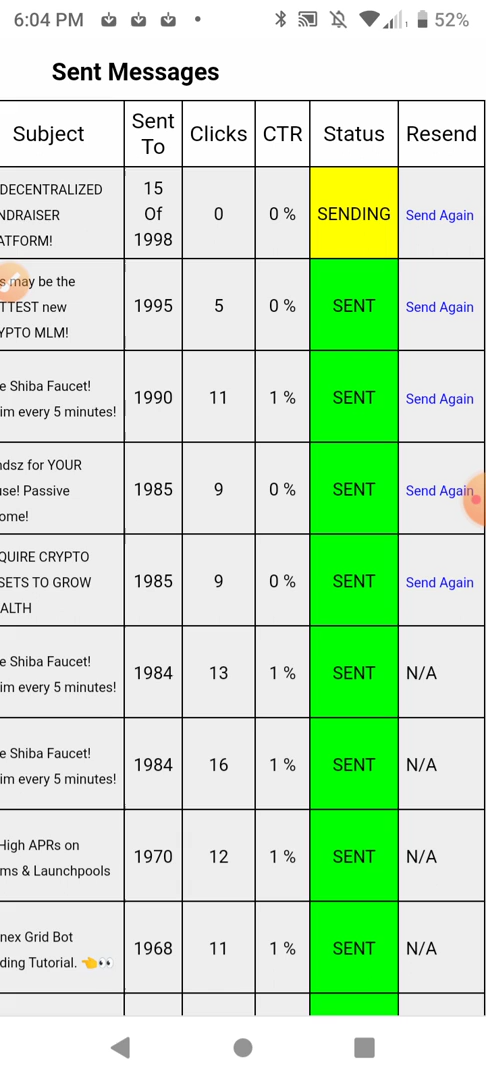 6:04 PM
52%
Sent Messages
Subject
Sent
To
Clicks
CTR
Status
Resend
DECENTRALIZED
NDRAISER
ATFORM!
15
Of
1998
0
0 %
SENDING
Send Again
s may be the
TTEST new
YPTO MLM!
1995
5
0 %
SENT
Send Again
e Shiba Faucet!
im every 5 minutes!
1990
11
1 %
SENT
Send Again
ndsz for YOUR
use! Passive
ome!
1985
9
0 %
SENT
Send Again
QUIRE CRYPTO
SETS TO GROW
ALTH
1985
9
0 %
SENT
Send Again
e Shiba Faucet!
im every 5 minutes!
1984
13
1 %
SENT
N/A
e Shiba Faucet!
im every 5 minutes!
1984
16
1 %
SENT
N/A
High APRs on
ms & Launchpools
1970
12
1 %
SENT
N/A
nex Grid Bot
ding Tutorial. 👈👀
1968
11
1 %
SENT
N/A